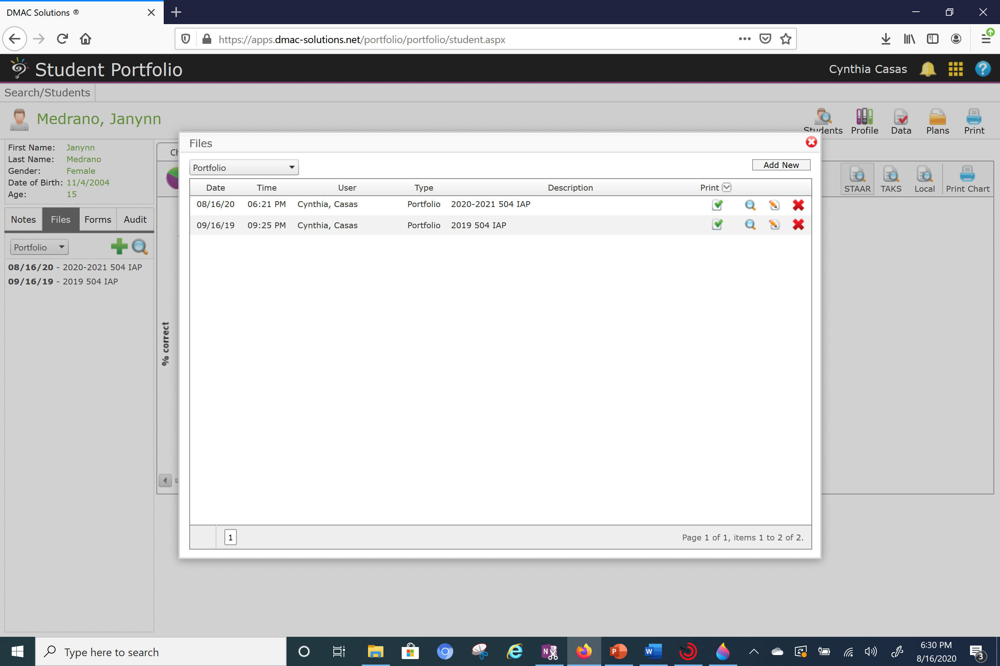 DMAC Solutions ®
https://apps.dmac-solutions.net/portfolio/portfolio/student.aspx
Student Portfolio
Cynthia Casas
Search/Students
Medrano, Janynn
Students Profile Data Plans Print
First Name: Janynn
Last Name: Medrano
Gender: Female
Date of Birth: 11/4/2004
Age: 15
Notes Files Forms Audit
Portfolio
08/16/20 - 2020-2021 504 IAP
09/16/19 - 2019 504 IAP
% correct
STAAR TAKS Local Print Chart
Files
Portfolio
Add New
Date Time User Type Description Print
08/16/20 06:21 PM Cynthia, Casas Portfolio 2020-2021 504 IAP
09/16/19 09:25 PM Cynthia, Casas Portfolio 2019 504 IAP
1
Page 1 of 1, items 1 to 2 of 2.
Type here to search
6:30 PM
8/16/2020
3